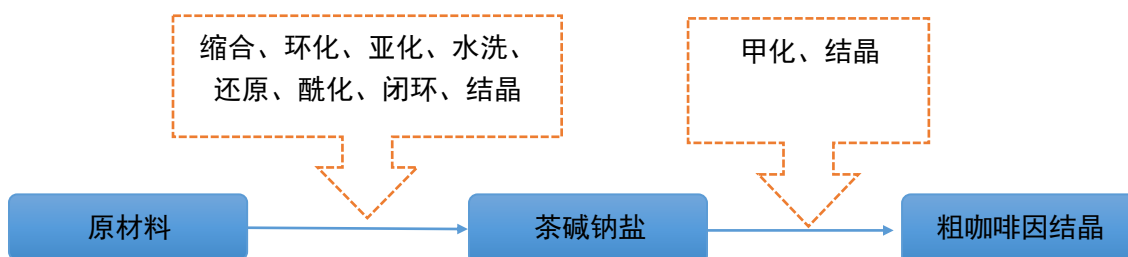 缩合、环化、亚化、水洗、
还原、酰化、闭环、结晶
甲化、结晶
原材料
茶碱钠盐
粗咖啡因结晶